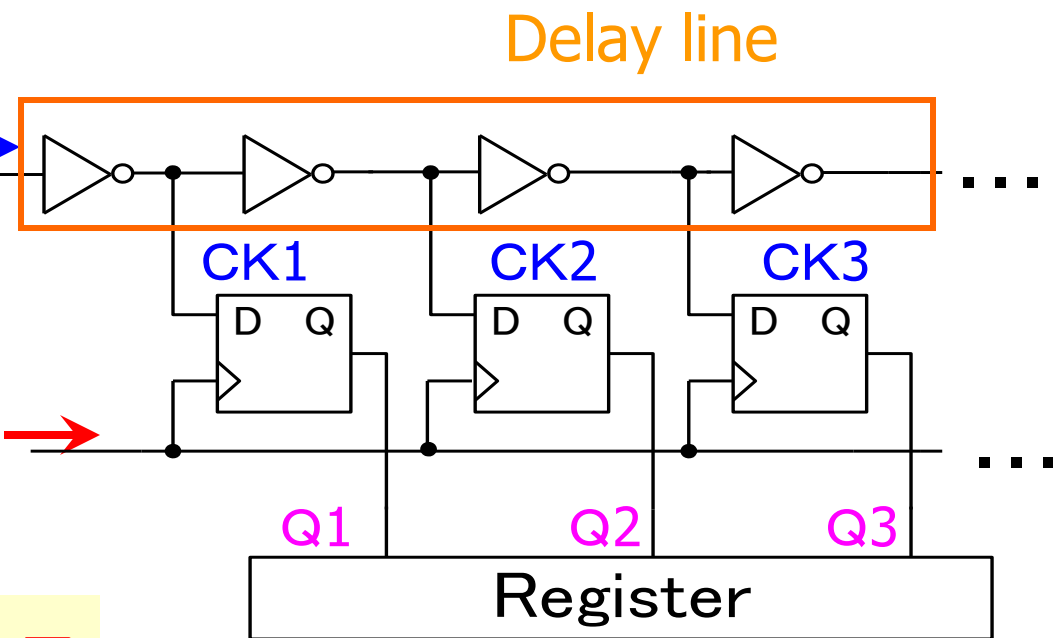 Delay line
CK1 CK2 CK3
D Q D Q D Q
Q1 Q2 Q3
Register